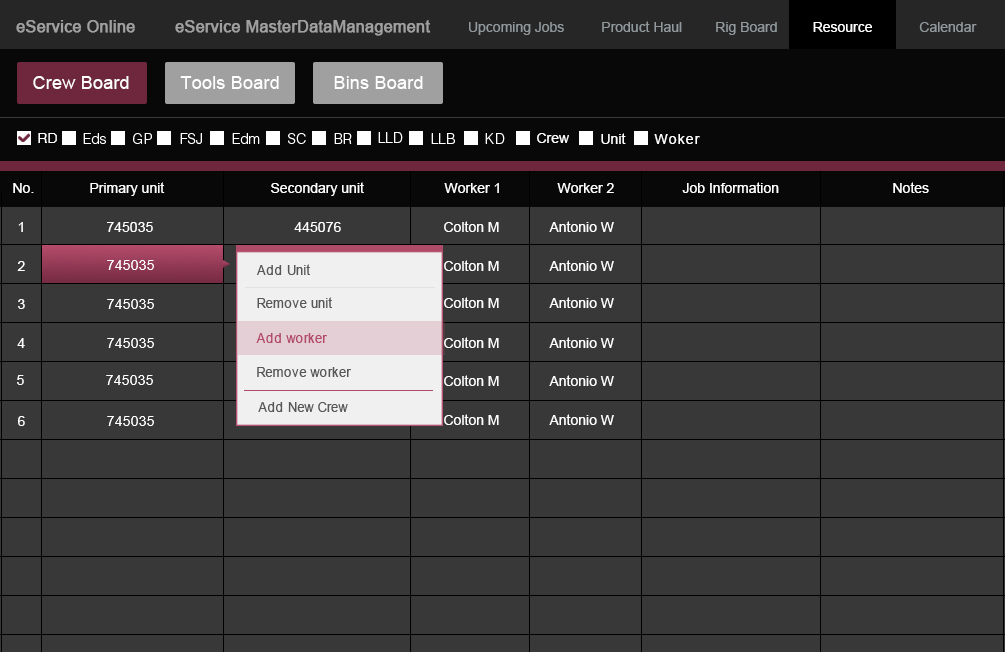 eService Online eService MasterDataManagement Upcoming Jobs Product Haul Rig Board Resource Calendar
Crew Board Tools Board Bins Board
RD Eds GP FSJ Edm SC BR LLD LLB KD Crew Unit Woker
No. Primary unit Secondary unit Worker 1 Worker 2 Job Information Notes
1 745035 445076 Colton M Antonio W
2 745035 Colton M Antonio W
Add Unit
3 745035 Colton M Antonio W
Remove unit
4 745035 Colton M Antonio W
Add worker
5 745035 Colton M Antonio W
Remove worker
6 745035 Colton M Antonio W
Add New Crew